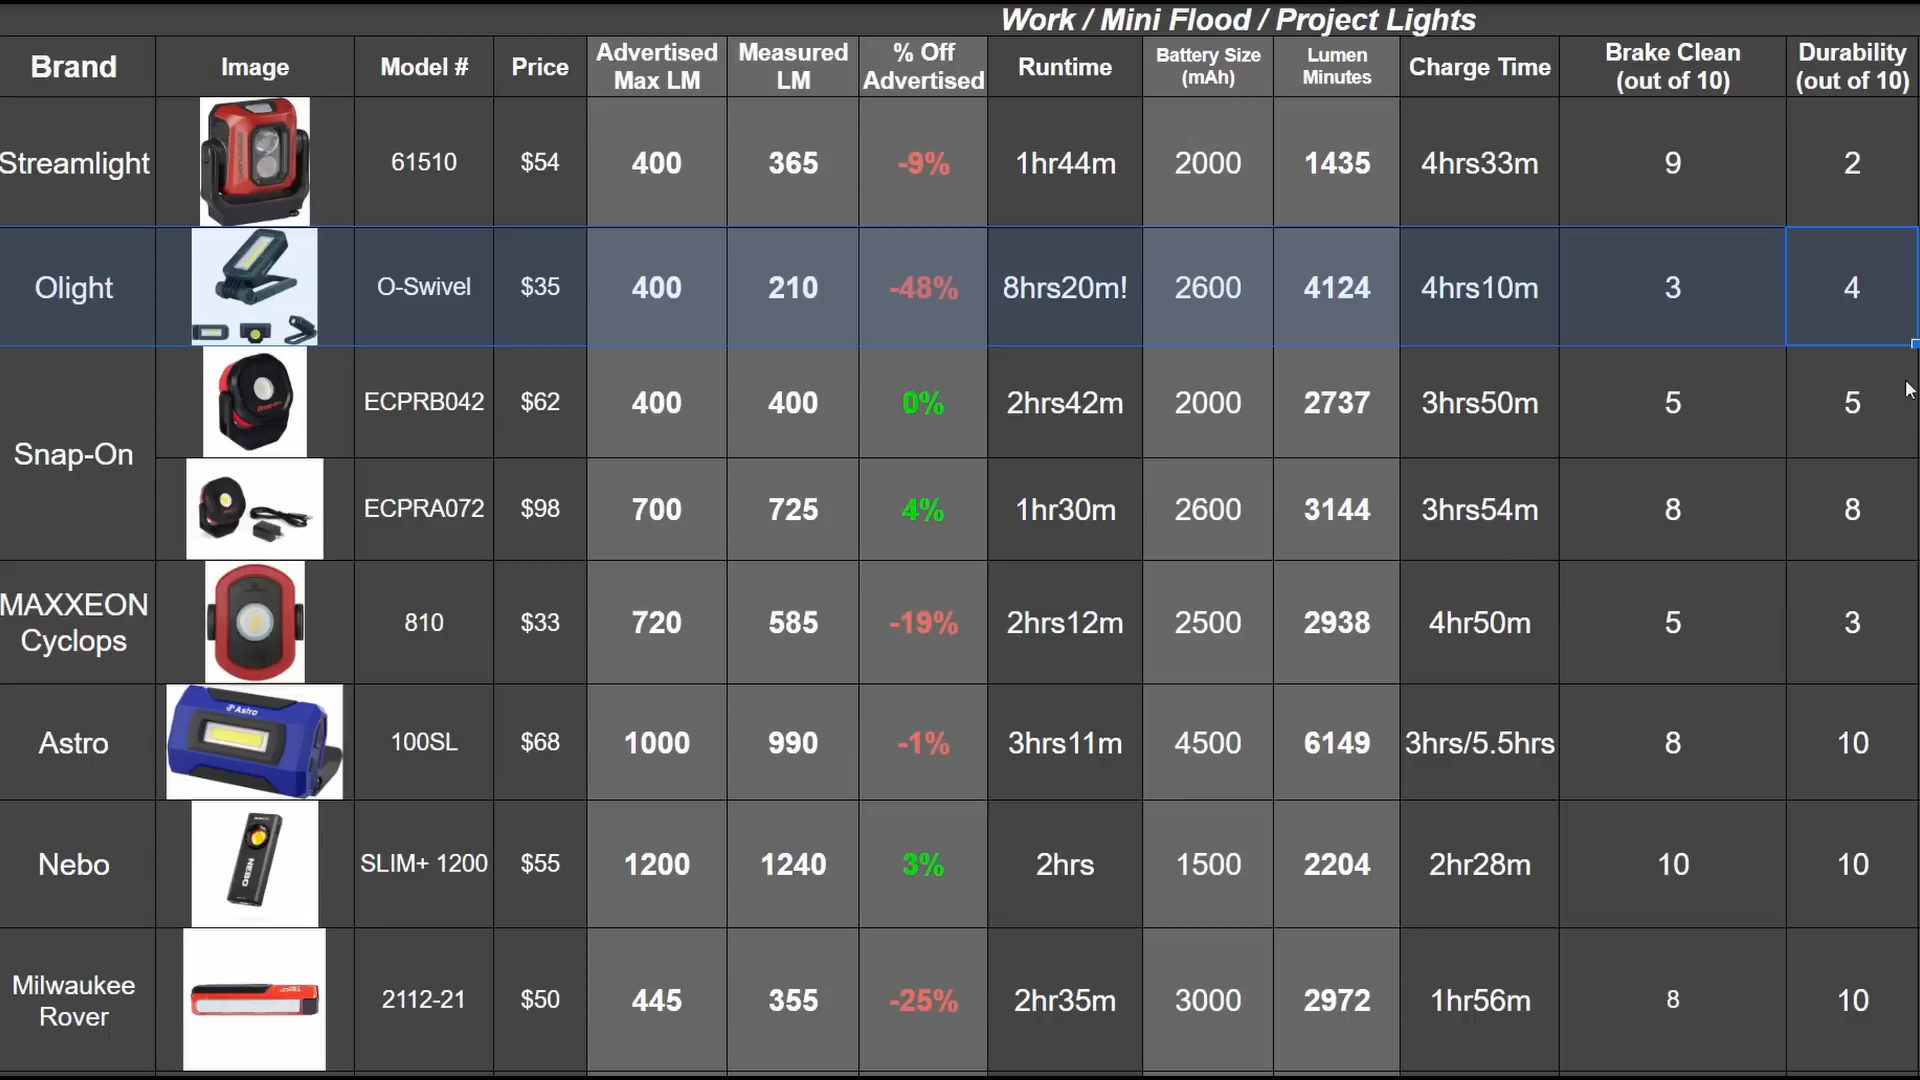 Work / Mini Flood / Project Lights
Brand Image Model # Price Advertised Max LM Measured LM % Off Advertised Runtime Battery Size (mAh) Lumen Minutes Charge Time Brake Clean (out of 10) Durability (out of 10)
Streamlight 61510 $54 400 365 -9% 1hr44m 2000 1435 4hrs33m 9 2
Olight O-Swivel $35 400 210 -48% 8hrs20m! 2600 4124 4hrs10m 3 4
Snap-On ECPRB042 $62 400 400 0% 2hrs42m 2000 2737 3hrs50m 5 5
ECPRA072 $98 700 725 4% 1hr30m 2600 3144 3hrs54m 8 8
MAXXEON Cyclops 810 $33 720 585 -19% 2hrs12m 2500 2938 4hr50m 5 3
Astro Astro 100SL $68 1000 990 -1% 3hrs11m 4500 6149 3hrs/5.5hrs 8 10
Nebo NEBO SLIM+ 1200 $55 1200 1240 3% 2hrs 1500 2204 2hr28m 10 10
Milwaukee Rover 2112-21 $50 445 355 -25% 2hr35m 3000 2972 1hr56m 8 10